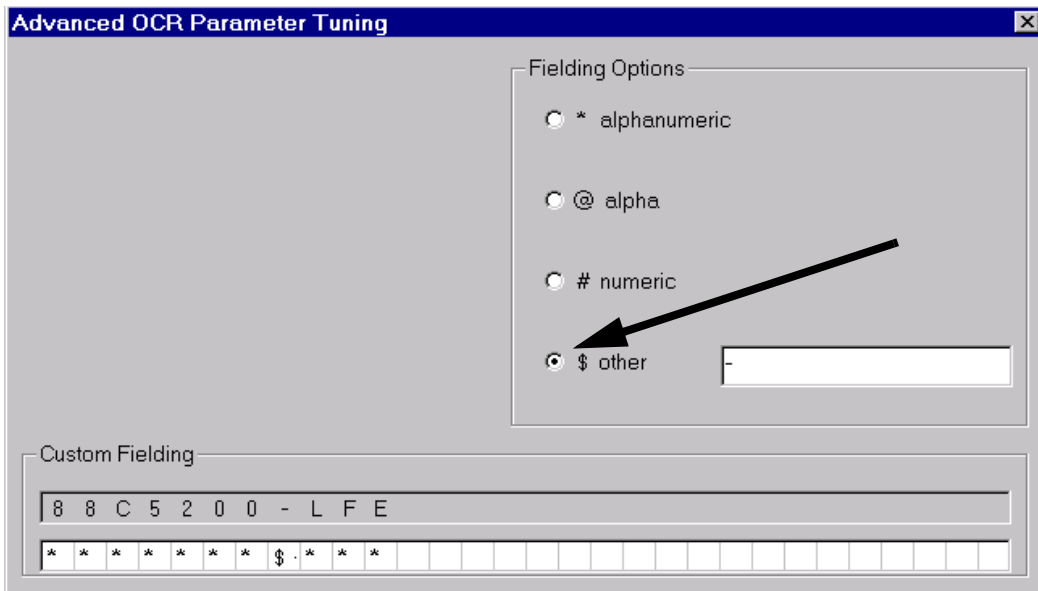 Advanced OCR Parameter Tuning
Fielding Options
* alphanumeric
@ alpha
# numeric
$ other
-
Custom Fielding
8 8 C 5 2 0 0 - L F E
* * * * * * * $ · * * *